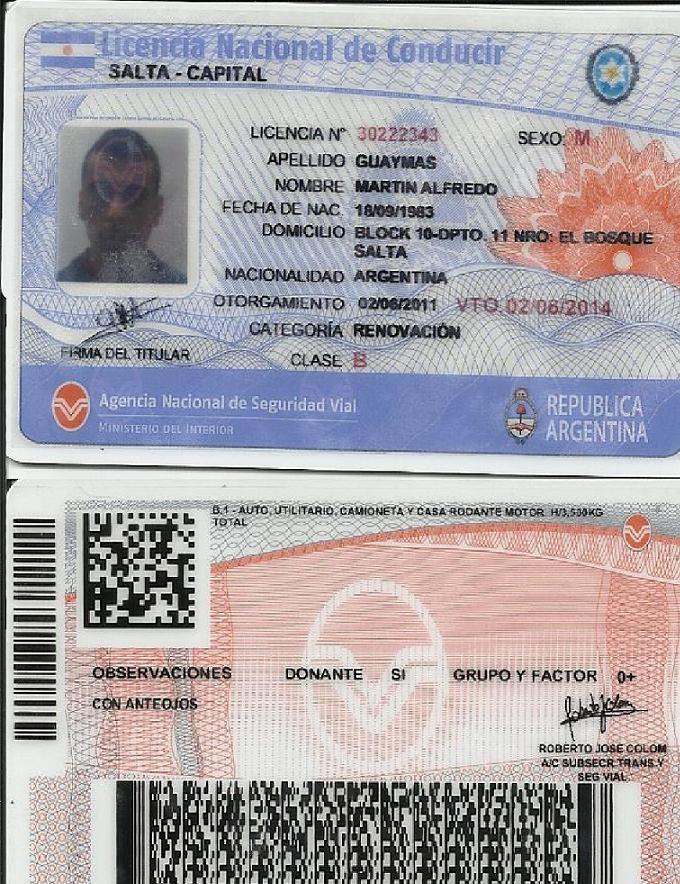 Licencia Nacional de Conducir
SALTA - CAPITAL
LICENCIA N° 30222343 SEXO: M
APELLIDO GUAYMAS
NOMBRE MARTIN ALFREDO
FECHA DE NAC. 18/09/1983
DOMICILIO BLOCK 10-DPTO. 11 NRO: EL BOSQUE
SALTA
NACIONALIDAD ARGENTINA
OTORGAMIENTO 02/06/2011 VTO 02/06/2014
CATEGORÍA RENOVACIÓN
FIRMA DEL TITULAR
CLASE B
Agencia Nacional de Seguridad Vial
MINISTERIO DEL INTERIOR
REPUBLICA
ARGENTINA
B.1 - AUTO, UTILITARIO, CAMIONETA Y CASA RODANTE MOTOR H/3,500KG
TOTAL
OBSERVACIONES DONANTE SI GRUPO Y FACTOR 0+
CON ANTEOJOS
ROBERTO JOSE COLOM
A/C SUBSECR TRANS.Y
SEG VIAL